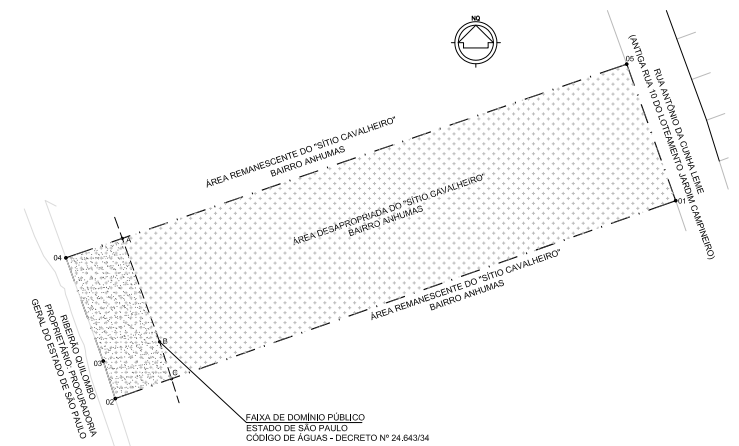 NQ
05
RUA ANTÔNIO DA CUNHA LEME
(ANTIGA RUA 10 DO LOTEAMENTO JARDIM CAMPINEIRO)
ÁREA REMANESCENTE DO "SÍTIO CAVALHEIRO"
BAIRRO ANHUMAS
ÁREA DESAPROPRIADA DO "SÍTIO CAVALHEIRO"
BAIRRO ANHUMAS
01
A
04
ÁREA REMANESCENTE DO "SÍTIO CAVALHEIRO"
BAIRRO ANHUMAS
B
03
C
02
RIBEIRÃO QUILOMBO
PROPRIETÁRIO: PROCURADORIA
GERAL DO ESTADO DE SÃO PAULO
FAIXA DE DOMÍNIO PÚBLICO
ESTADO DE SÃO PAULO
CÓDIGO DE ÁGUAS - DECRETO Nº 24.643/34